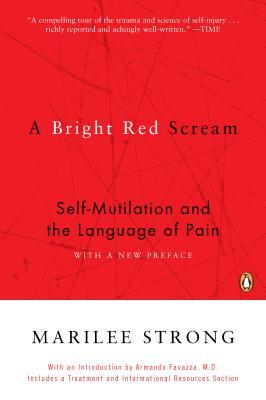 "A compelling tour of the trauma and science of self-injury . . .
richly reported and achingly well-written." —TIME
A Bright Red Scream
Self-Mutilation and
the Language of Pain
WITH A NEW PREFACE
MARILEE STRONG
With an Introduction by Armando Favazza, M.D.
Includes a Treatment and Informational Resources Section